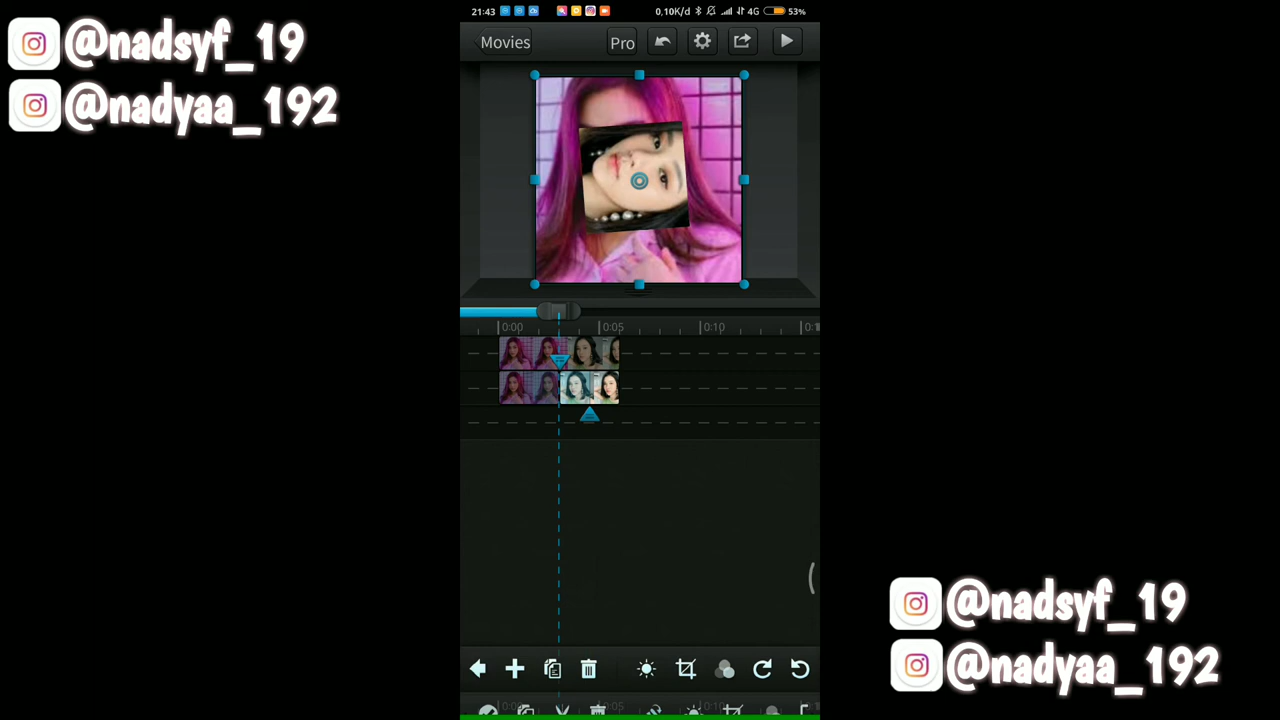 @nadsyf_19
@nadyaa_192
21:43
0,10K/d
4G
53%
Movies
Pro
0:00
0:05
0:10
@nadsyf_19
@nadyaa_192